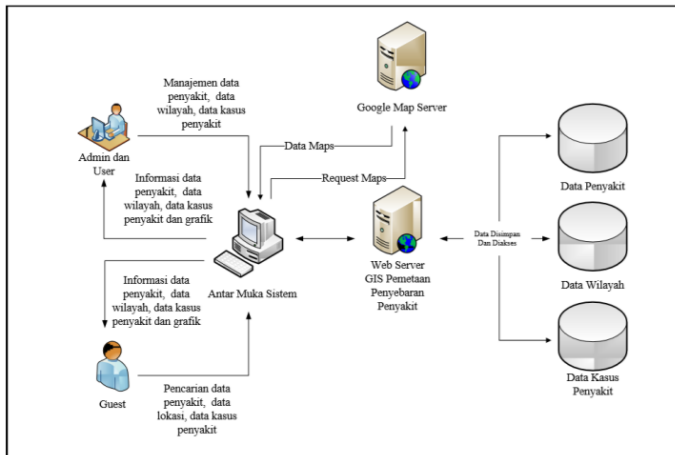 Manajemen data
penyakit, data
wilayah, data kasus
penyakit
Google Map Server
Admin dan
User
Data Maps
Informasi data
penyakit, data
wilayah, data kasus
penyakit dan grafik
Request Maps
Data Penyakit
Data Disimpan
Dan Diakses
Web Server
GIS Pemetaan
Penyebaran
Penyakit
Informasi data
penyakit, data
wilayah, data kasus
penyakit dan grafik
Antar Muka Sistem
Data Wilayah
Guest
Pencarian data
penyakit, data
lokasi, data kasus
penyakit
Data Kasus
Penyakit